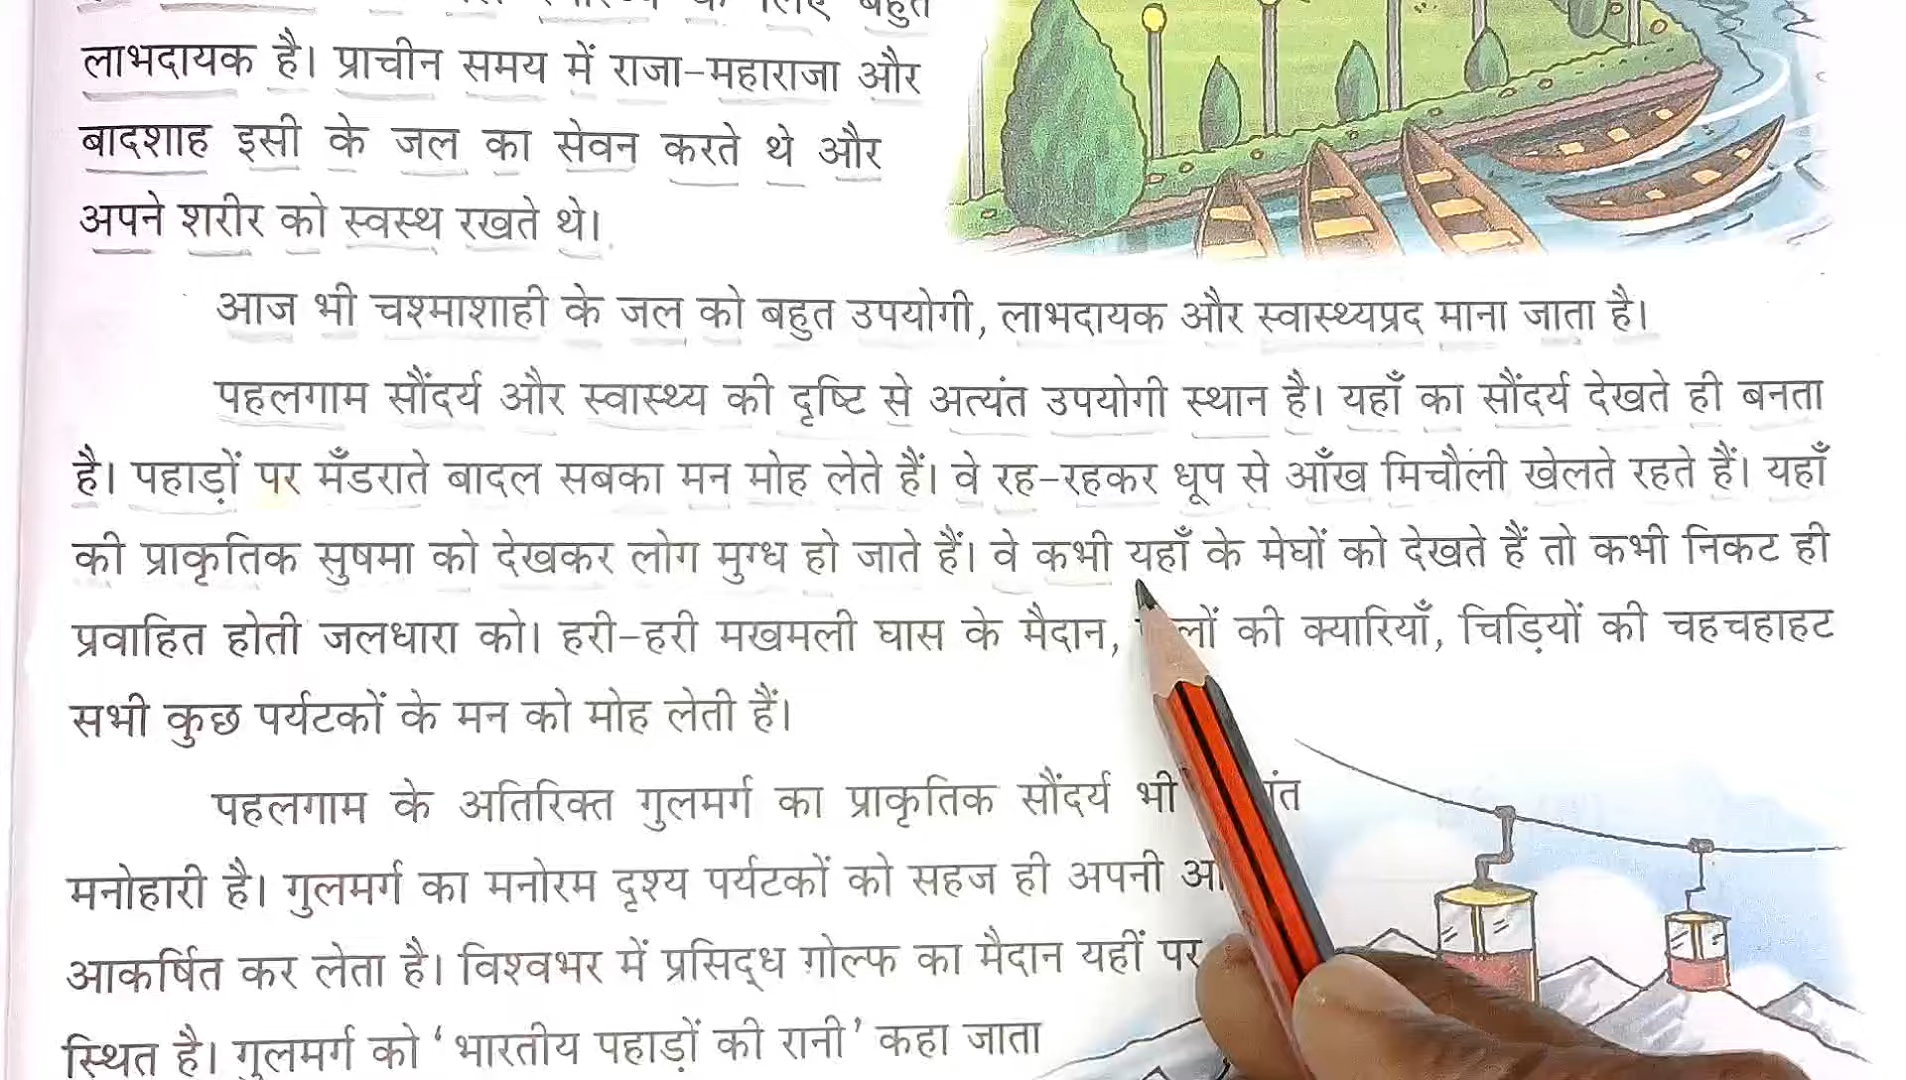 के लिए बहुत
लाभदायक है। प्राचीन समय में राजा-महाराजा और
बादशाह इसी के जल का सेवन करते थे और
अपने शरीर को स्वस्थ रखते थे।
आज भी चश्माशाही के जल को बहुत उपयोगी, लाभदायक और स्वास्थ्यप्रद माना जाता है।
पहलगाम सौंदर्य और स्वास्थ्य की दृष्टि से अत्यंत उपयोगी स्थान है। यहाँ का सौंदर्य देखते ही बनता
है। पहाड़ों पर मँडराते बादल सबका मन मोह लेते हैं। वे रह-रहकर धूप से आँख मिचौली खेलते रहते हैं। यहाँ
की प्राकृतिक सुषमा को देखकर लोग मुग्ध हो जाते हैं। वे कभी यहाँ के मेघों को देखते हैं तो कभी निकट ही
प्रवाहित होती जलधारा को। हरी-हरी मखमली घास के मैदान, की क्यारियाँ, चिड़ियों की चहचहाहट
सभी कुछ पर्यटकों के मन को मोह लेती हैं।
पहलगाम के अतिरिक्त गुलमर्ग का प्राकृतिक सौंदर्य भी
मनोहारी है। गुलमर्ग का मनोरम दृश्य पर्यटकों को सहज ही अपनी
आकर्षित कर लेता है। विश्वभर में प्रसिद्ध गोल्फ का मैदान यहीं पर
स्थित है। गुलमर्ग को ‘भारतीय पहाड़ों की रानी’ कहा जाता